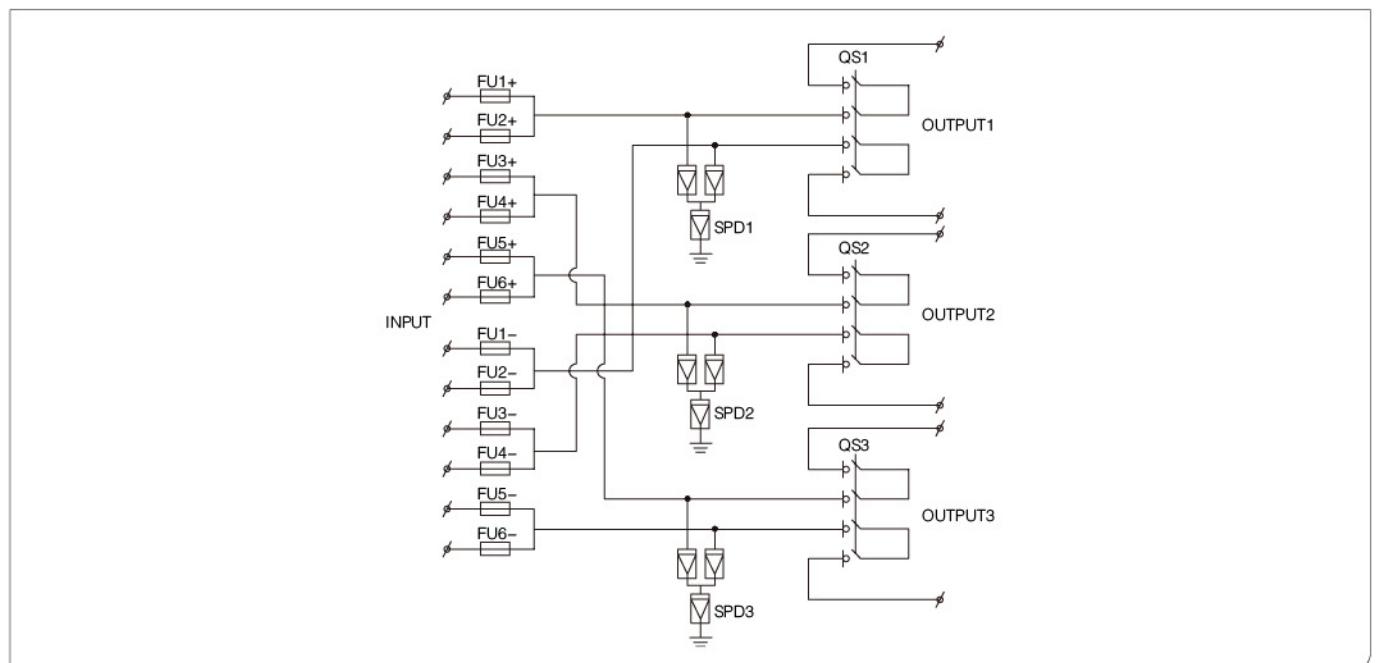 FU1+
FU2+
FU3+
FU4+
FU5+
FU6+
INPUT
FU1−
FU2−
FU3−
FU4−
FU5−
FU6−
SPD1
SPD2
SPD3
QS1
OUTPUT1
QS2
OUTPUT2
QS3
OUTPUT3